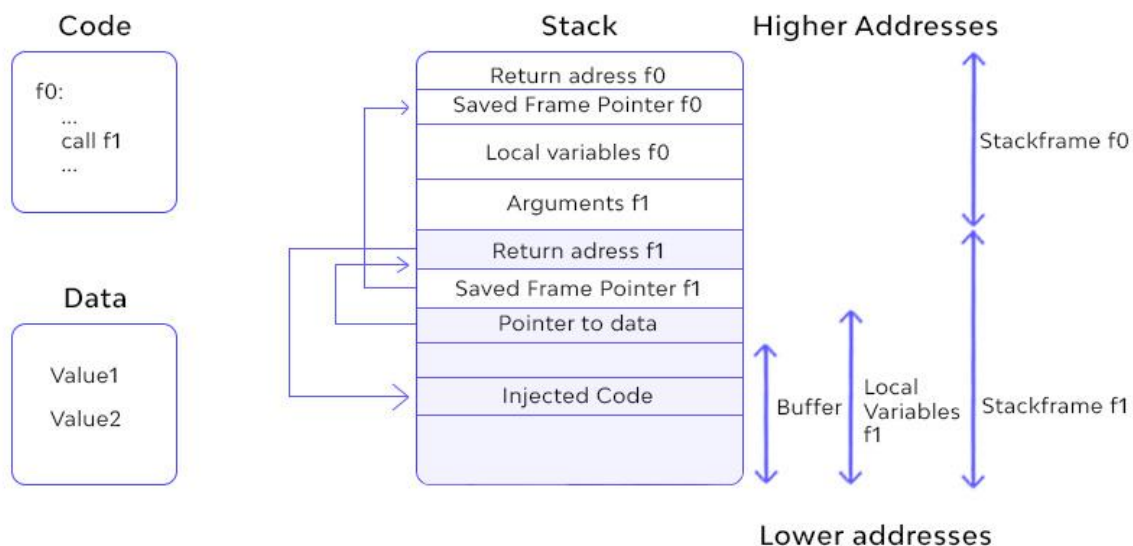 Code
Stack
Higher Addresses
f0:
...
call f1
...
Return adress f0
Saved Frame Pointer f0
Local variables f0
Arguments f1
Return adress f1
Saved Frame Pointer f1
Pointer to data
Injected Code
Stackframe f0
Data
Value1
Value2
Buffer
Local
Variables
f1
Stackframe f1
Lower addresses